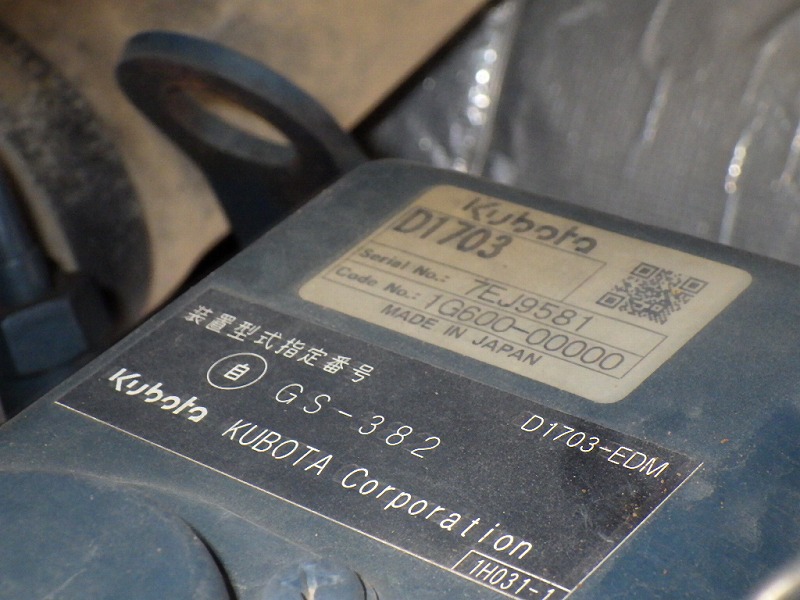 Kubota
D1703
Serial No.: 7EJ9581
Code No.: 1G600-00000
MADE IN JAPAN
装置型式指定番号
自 GS-382
D1703-EDM
Kubota KUBOTA Corporation
1H031-1